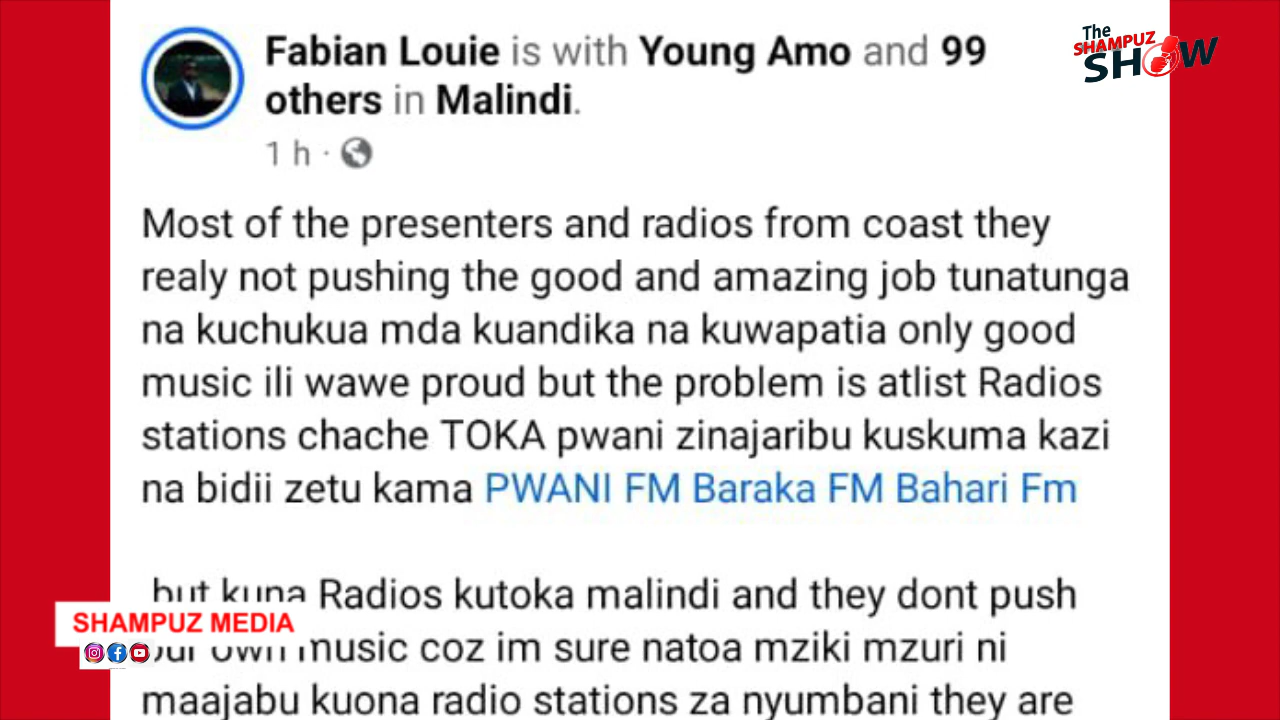 Fabian Louie is with Young Amo and 99
others in Malindi.
1 h ·
The
SHAMPUZ
SHOW
Most of the presenters and radios from coast they
realy not pushing the good and amazing job tunatunga
na kuchukua mda kuandika na kuwapatia only good
music ili wawe proud but the problem is atlist Radios
stations chache TOKA pwani zinajaribu kuskuma kazi
na bidii zetu kama PWANI FM Baraka FM Bahari Fm
but kuna Radios kutoka malindi and they dont push
our own music coz im sure natoa mziki mzuri ni
maajabu kuona radio stations za nyumbani they are
SHAMPUZ MEDIA